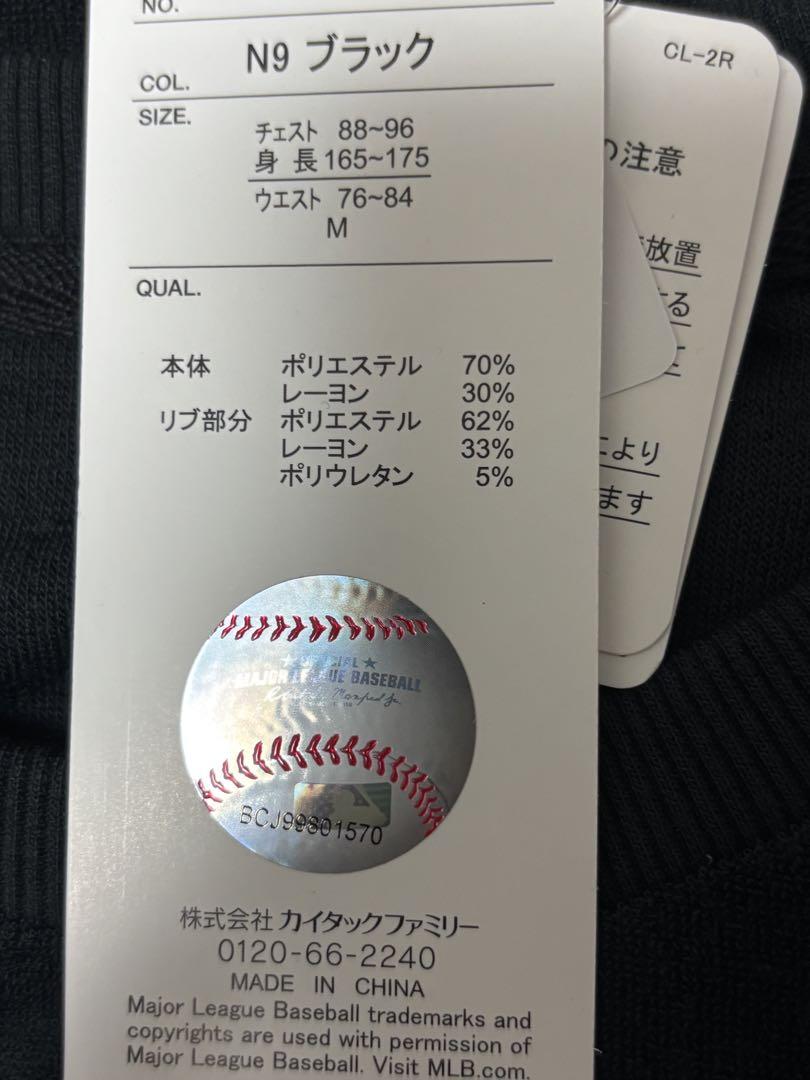 NO.
COL. N9 ブラック
SIZE.
チェスト 88~96
身 長 165~175
ウエスト 76~84
M
QUAL.
本体 ポリエステル 70%
レーヨン 30%
リブ部分 ポリエステル 62%
レーヨン 33%
ポリウレタン 5%
MAJOR LEAGUE BASEBALL
BCJ99801570
株式会社 カイタックファミリー
0120-66-2240
MADE IN CHINA
Major League Baseball trademarks and
copyrights are used with permission of
Major League Baseball. Visit MLB.com.
CL-2R
の注意
放置
る
により
ます